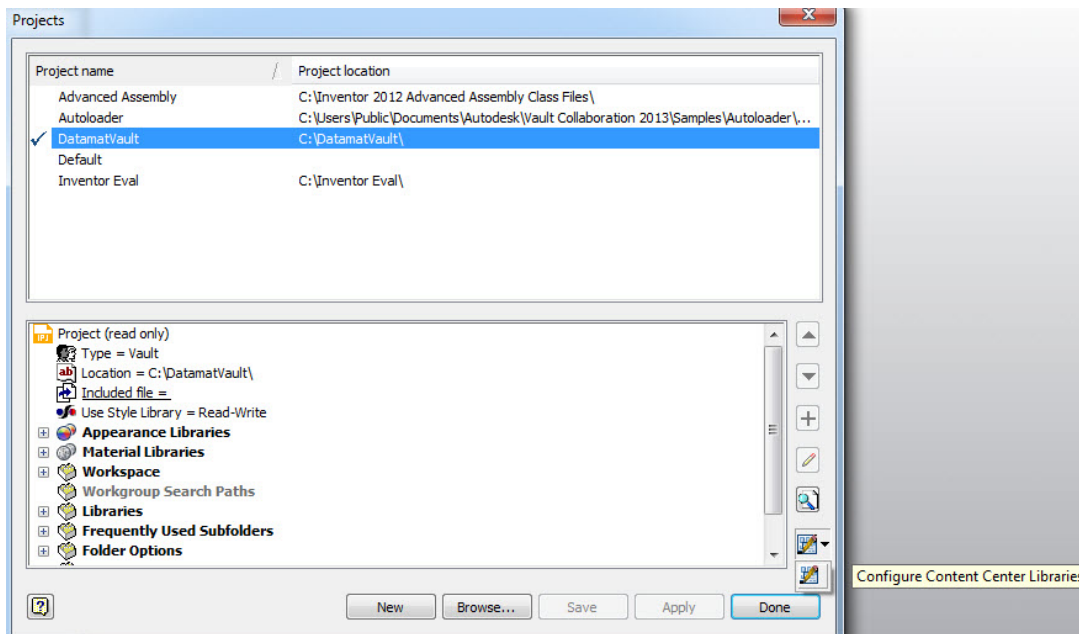 Projects
Project name / Project location
Advanced Assembly C:\Inventor 2012 Advanced Assembly Class Files\
Autoloader C:\Users\Public\Documents\Autodesk\Vault Collaboration 2013\Samples\Autoloader\...
DatamatVault C:\DatamatVault\
Default
Inventor Eval C:\Inventor Eval\
IPJ Project (read only)
Type = Vault
ab Location = C:\DatamatVault\
Included file =
Use Style Library = Read-Write
Appearance Libraries
Material Libraries
Workspace
Workgroup Search Paths
Libraries
Frequently Used Subfolders
Folder Options
Configure Content Center Libraries
New Browse... Save Apply Done